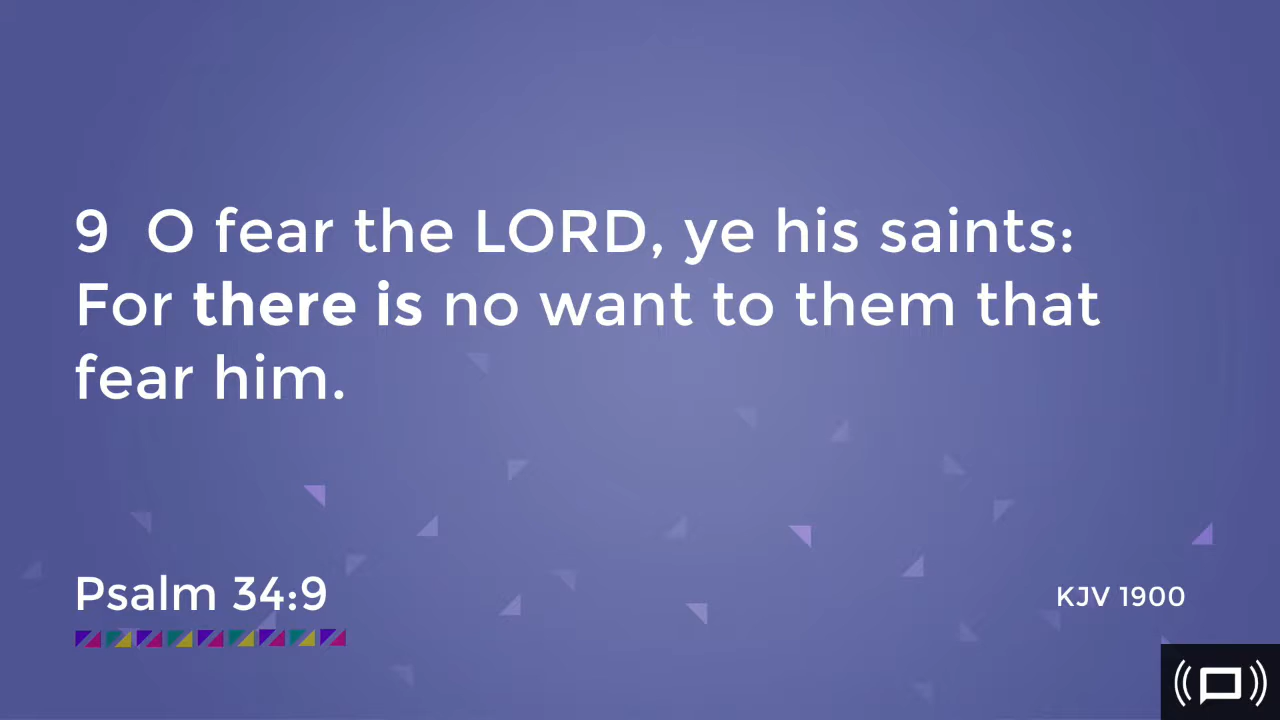 9 O fear the LORD, ye his saints:
For there is no want to them that
fear him.
Psalm 34:9
KJV 1900